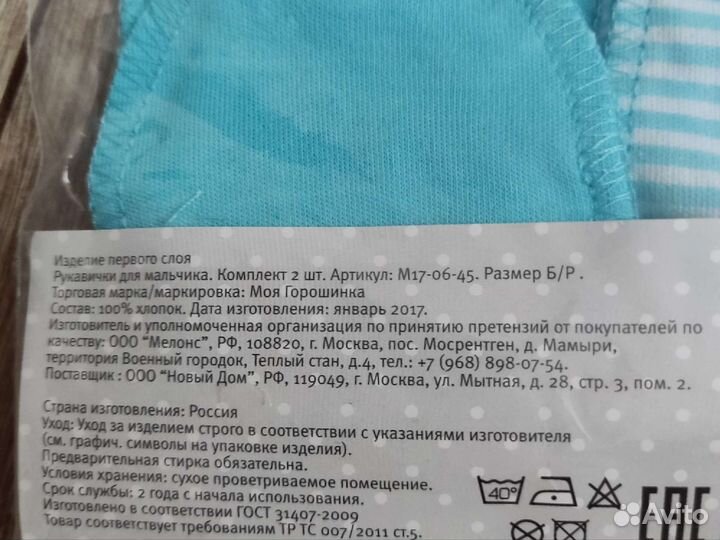 Изделие первого слоя
Рукавички для мальчика. Комплект 2 шт. Артикул: М17-06-45. Размер Б/Р .
Торговая марка/маркировка: Моя Горошинка
Состав: 100% хлопок. Дата изготовления: январь 2017.
Изготовитель и уполномоченная организация по принятию претензий от покупателей по
качеству: ООО "Мелонс", РФ, 108820, г. Москва, пос. Мосрентген, д. Мамыри,
территория Военный городок, Теплый стан, д.4, тел.: +7 (968) 898-07-54.
Поставщик : ООО "Новый Дом", РФ, 119049, г. Москва, ул. Мытная, д. 28, стр. 3, пом. 2.
Страна изготовления: Россия
Уход: Уход за изделием строго в соответствии с указаниями изготовителя
(см. графич. символы на упаковке изделия).
Предварительная стирка обязательна.
Условия хранения: сухое проветриваемое помещение.
Срок службы: 2 года с начала использования.
Изготовлено в соответствии ГОСТ 31407-2009
Товар соответствует требованиям ТР ТС 007/2011 ст.5.
40°
EAC
Avito